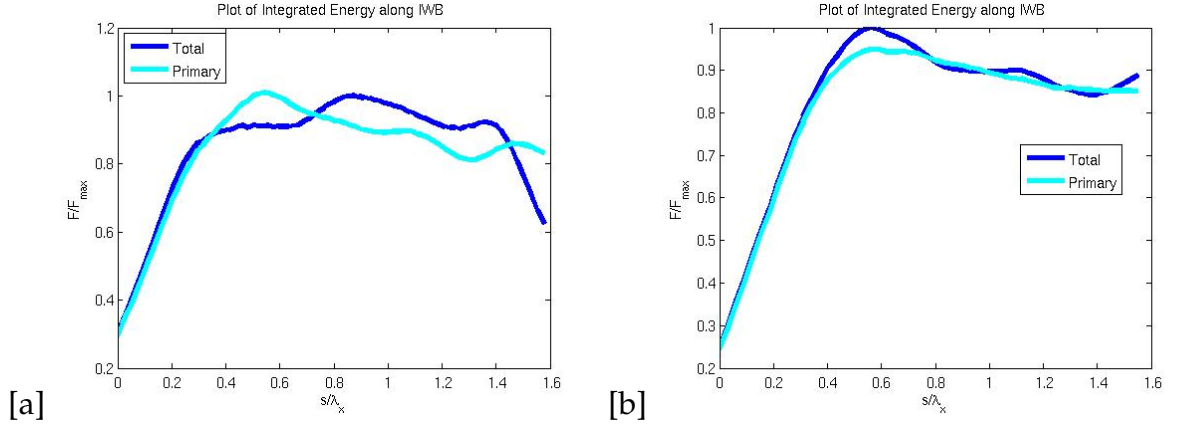 Plot of Integrated Energy along IWB
1.2
1
0.8
0.6
0.4
0.2
F/Fmax
Total
Primary
0 0.2 0.4 0.6 0.8 1 1.2 1.4 1.6
s/λx
[a]
Plot of Integrated Energy along IWB
1
0.9
0.8
0.7
0.6
0.5
0.4
0.3
0.2
F/Fmax
Total
Primary
0 0.2 0.4 0.6 0.8 1 1.2 1.4 1.6
s/λx
[b]